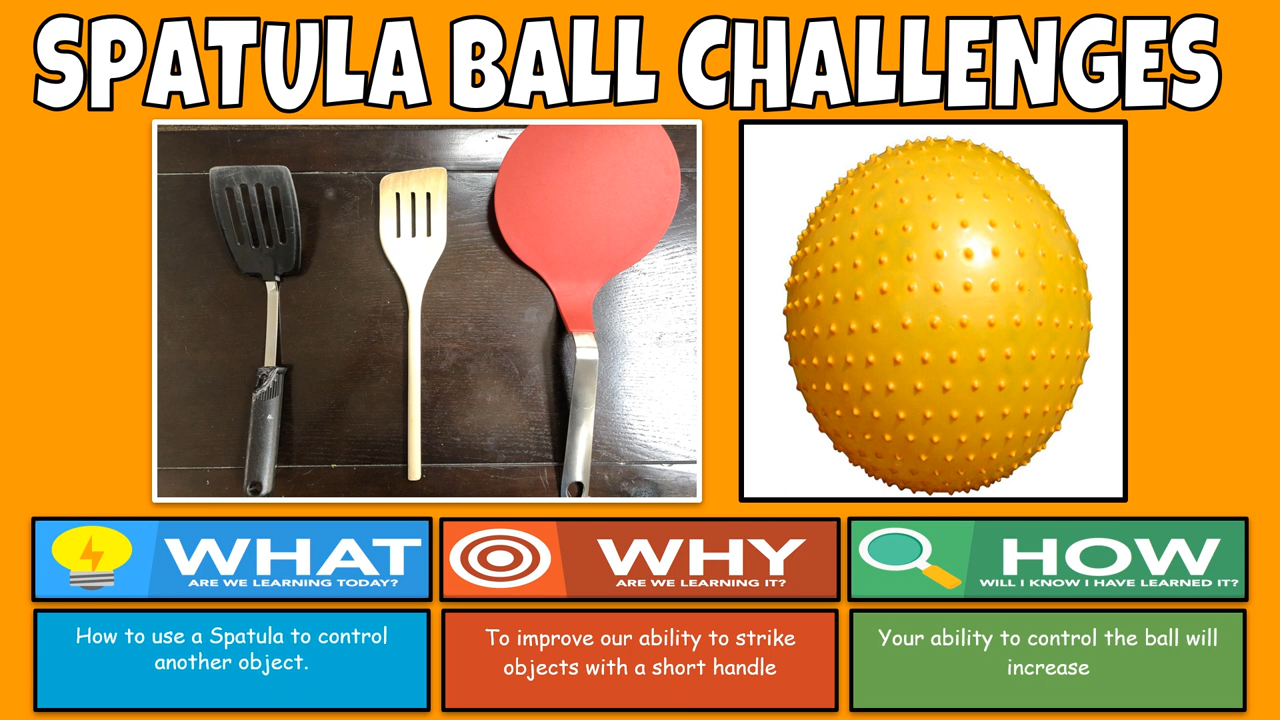 SPATULA BALL CHALLENGES
WHAT
ARE WE LEARNING TODAY?
How to use a Spatula to control
another object.
WHY
ARE WE LEARNING IT?
To improve our ability to strike
objects with a short handle
HOW
WILL I KNOW I HAVE LEARNED IT?
Your ability to control the ball will
increase